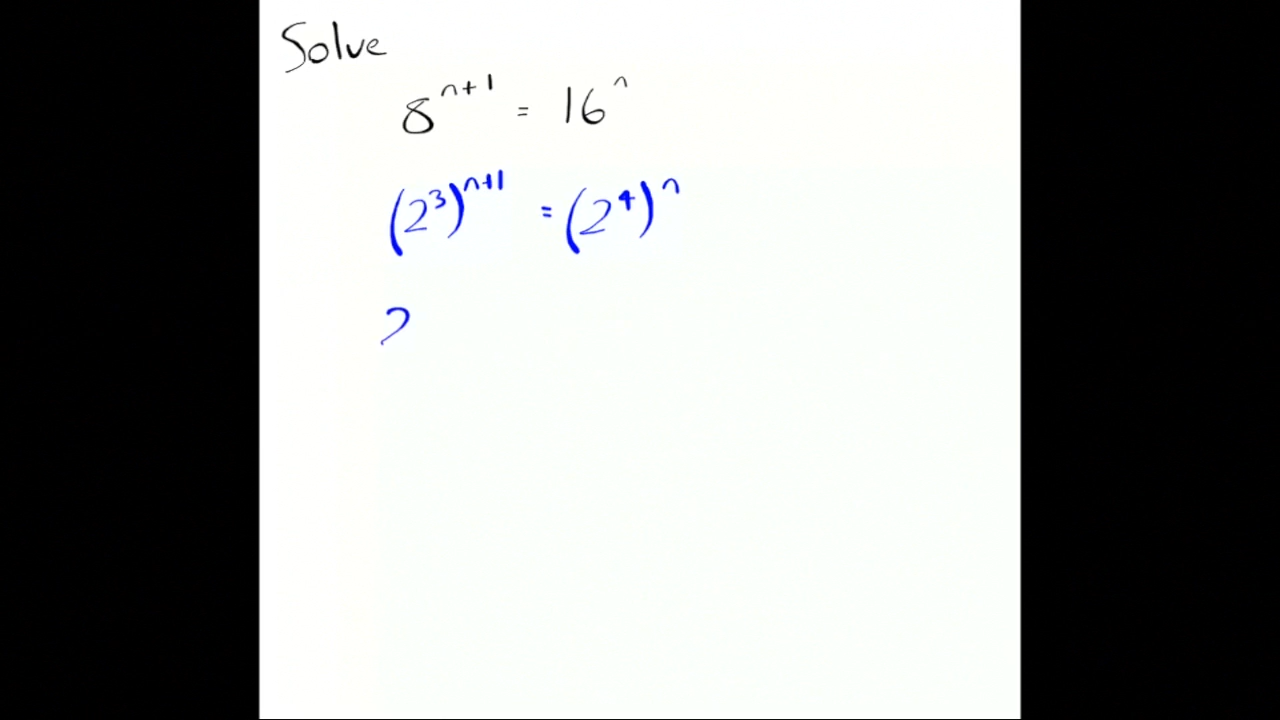 Solve
8^{n+1} = 16^n
(2^3)^{n+1} = (2^4)^n
2